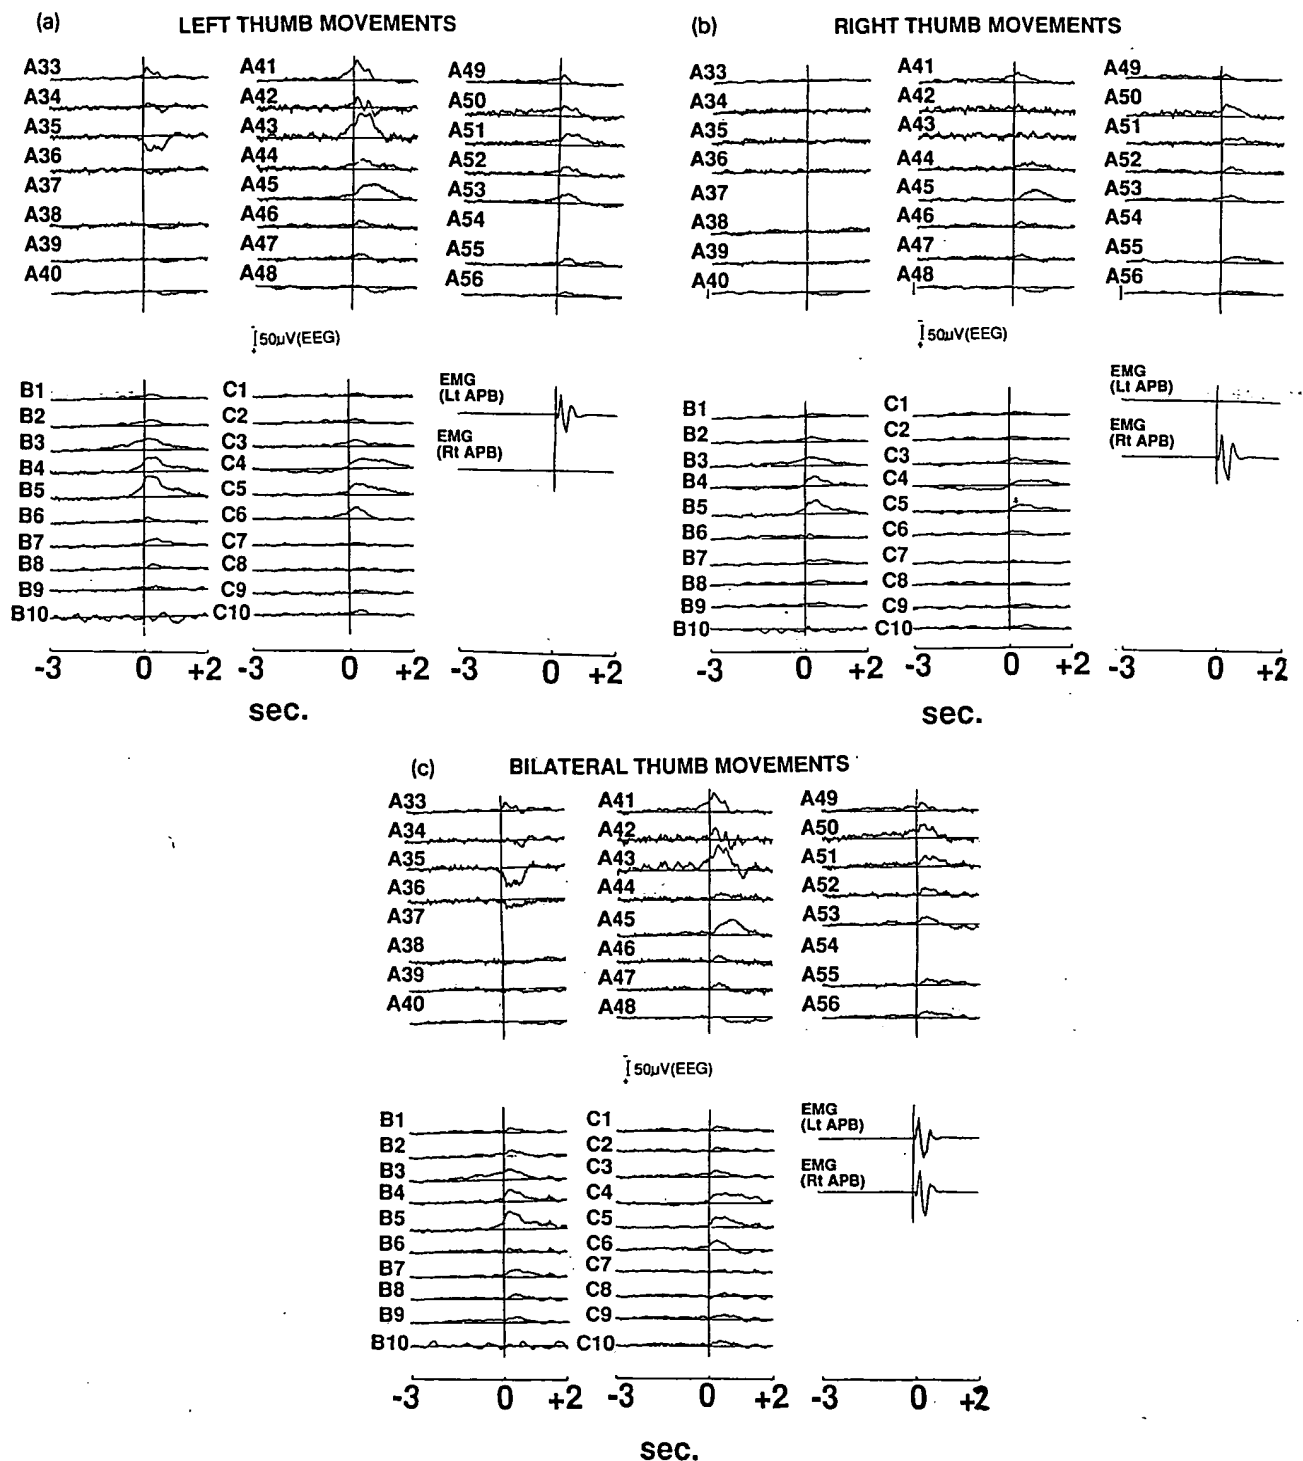 (a)
LEFT THUMB MOVEMENTS
A33
A34
A35
A36
A37
A38
A39
A40
A41
A42
A43
A44
A45
A46
A47
A48
A49
A50
A51
A52
A53
A54
A55
A56
50μV(EEG)
B1
B2
B3
B4
B5
B6
B7
B8
B9
B10
C1
C2
C3
C4
C5
C6
C7
C8
C9
C10
EMG
(Lt APB)
EMG
(Rt APB)
-3 0 +2
-3 0 +2
-3 0 +2
sec.
(b)
RIGHT THUMB MOVEMENTS
A33
A34
A35
A36
A37
A38
A39
A40
A41
A42
A43
A44
A45
A46
A47
A48
A49
A50
A51
A52
A53
A54
A55
A56
50μV(EEG)
B1
B2
B3
B4
B5
B6
B7
B8
B9
B10
C1
C2
C3
C4
C5
C6
C7
C8
C9
C10
EMG
(Lt APB)
EMG
(Rt APB)
-3 0 +2
-3 0 +2
-3 0 +2
sec.
(c)
BILATERAL THUMB MOVEMENTS
A33
A34
A35
A36
A37
A38
A39
A40
A41
A42
A43
A44
A45
A46
A47
A48
A49
A50
A51
A52
A53
A54
A55
A56
50μV(EEG)
B1
B2
B3
B4
B5
B6
B7
B8
B9
B10
C1
C2
C3
C4
C5
C6
C7
C8
C9
C10
EMG
(Lt APB)
EMG
(Rt APB)
-3 0 +2
-3 0 +2
-3 0 +2
sec.